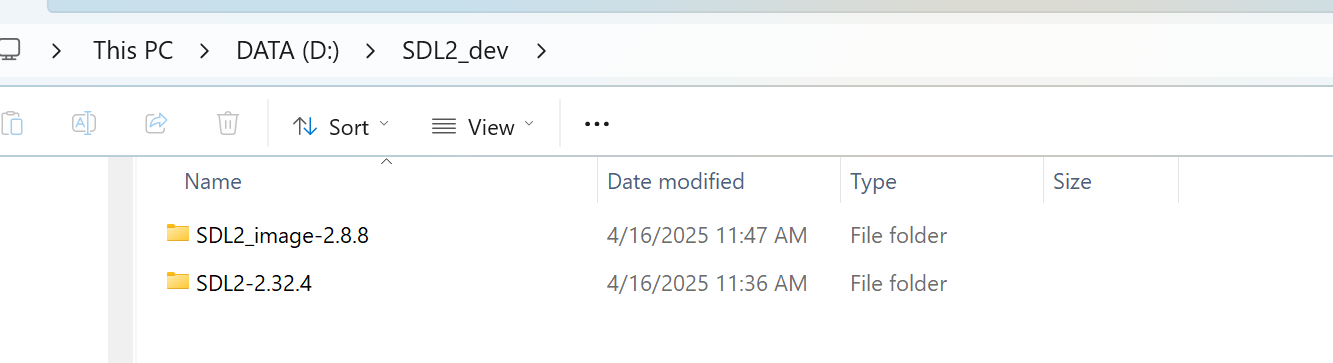 This PC > DATA (D:) > SDL2_dev >
Sort View ...
Name Date modified Type Size
SDL2_image-2.8.8 4/16/2025 11:47 AM File folder
SDL2-2.32.4 4/16/2025 11:36 AM File folder